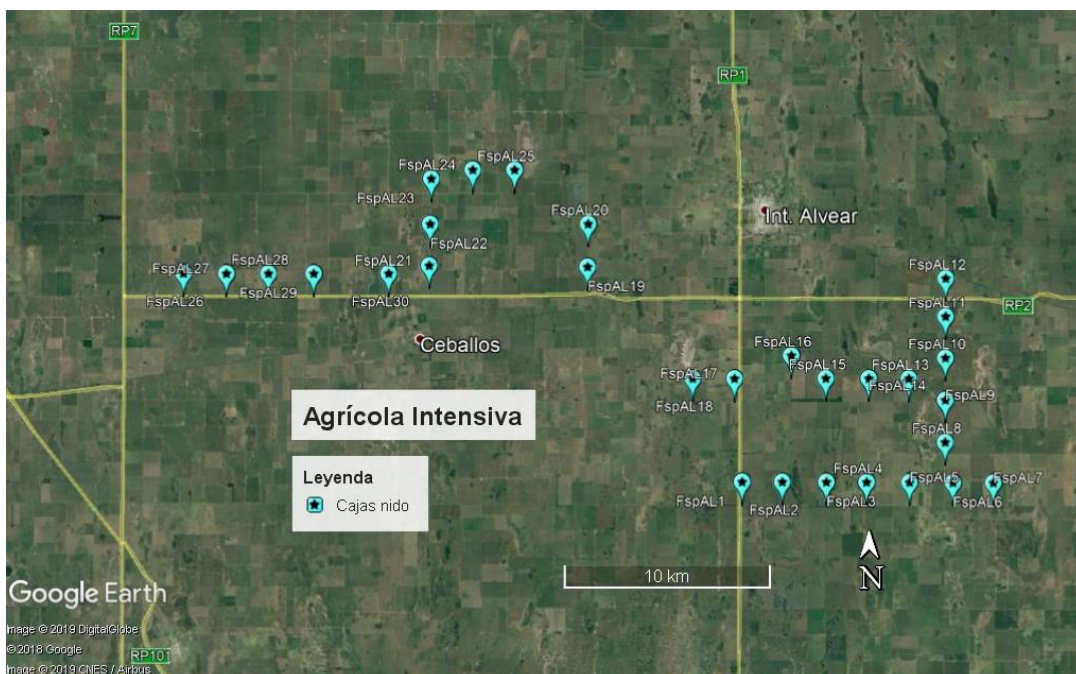 RP7
RP1
FspAL24
FspAL25
FspAL23
FspAL20
Int. Alvear
FspAL22
FspAL27
FspAL28
FspAL21
FspAL12
FspAL26
FspAL29
FspAL30
FspAL19
FspAL11
RP2
Ceballos
FspAL16
FspAL10
FspAL17
FspAL15
FspAL13
FspAL14
FspAL18
FspAL9
Agrícola Intensiva
FspAL8
Leyenda
Cajas nido
FspAL4
FspAL5
FspAL7
FspAL1
FspAL2
FspAL3
FspAL6
N
10 km
Google Earth
Image © 2019 DigitalGlobe
©2018 Google
Image © 2019 CNES / Airbus
RP101